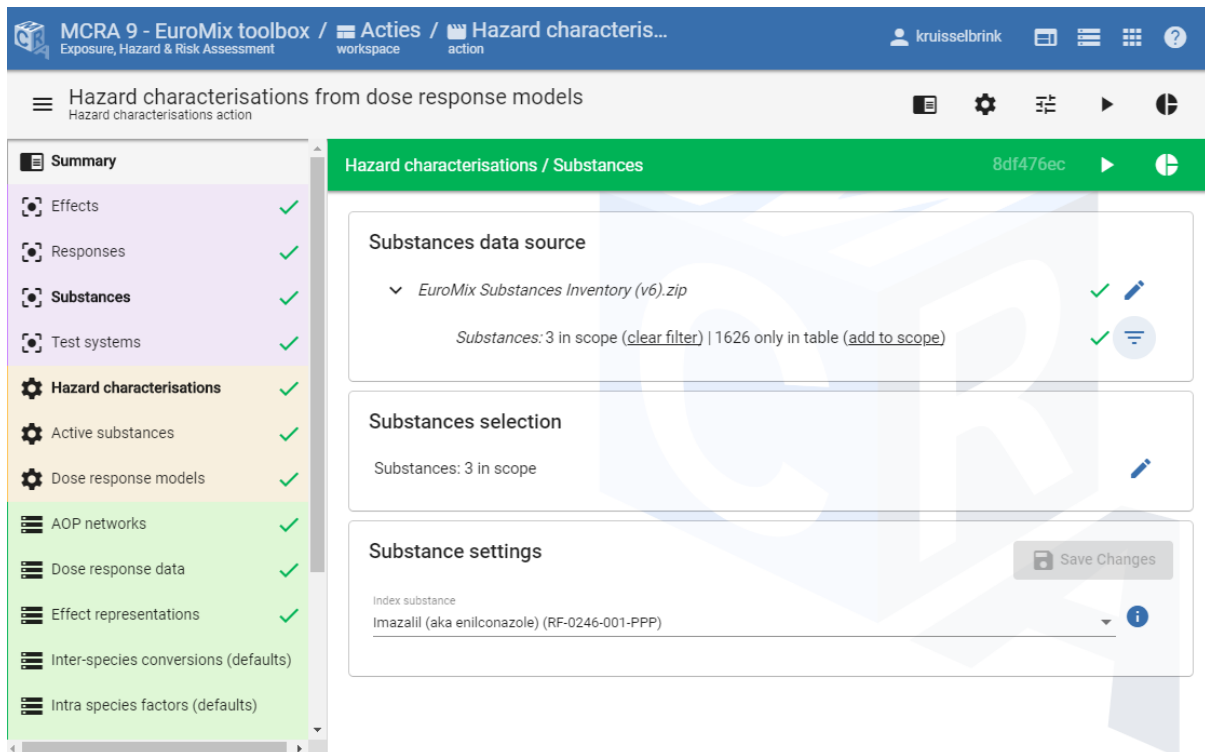 MCRA 9 - EuroMix toolbox / Acties / Hazard characteris...
Exposure, Hazard & Risk Assessment workspace action
kruisselbrink
Hazard characterisations from dose response models
Hazard characterisations action
Summary
Effects
Responses
Substances
Test systems
Hazard characterisations
Active substances
Dose response models
AOP networks
Dose response data
Effect representations
Inter-species conversions (defaults)
Intra species factors (defaults)
Hazard characterisations / Substances 8df476ec
Substances data source
EuroMix Substances Inventory (v6).zip
Substances: 3 in scope (clear filter) | 1626 only in table (add to scope)
Substances selection
Substances: 3 in scope
Substance settings
Save Changes
Index substance
Imazalil (aka enilconazole) (RF-0246-001-PPP)